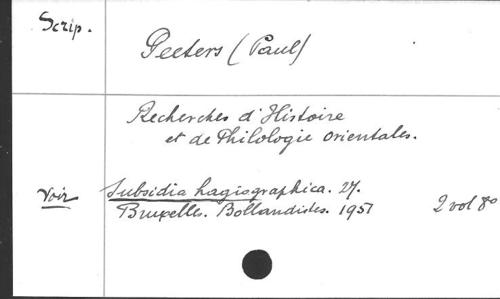 Scrip.
Peeters (Paul)
Recherches d'Histoire
et de Philologie orientales.
Voir Subsidia hagiographica. 27.
Bruxelles. Bollandistes. 1951 2 vol 8°